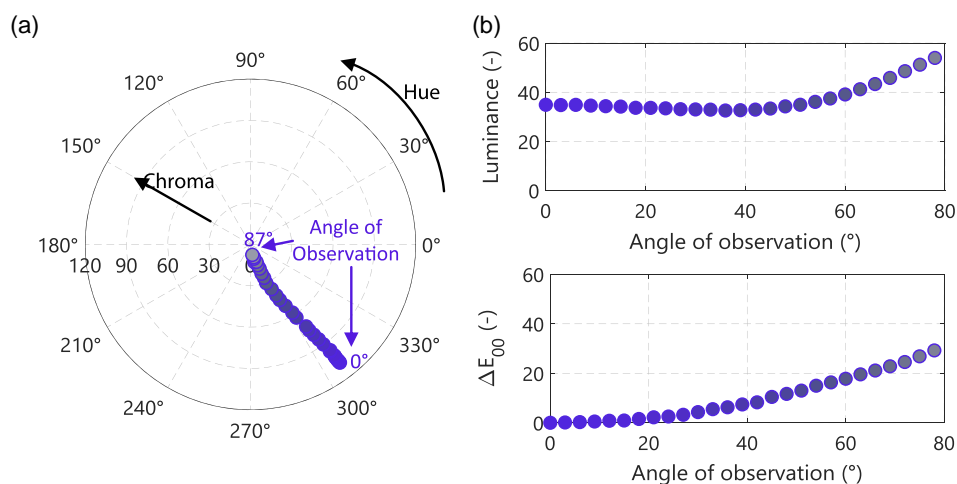 (a)
90°
120°
60°
Hue
150°
Chroma
30°
87°
Angle of
Observation
180°
0°
120 90 60 30 0
210°
0°
330°
240°
300°
270°
(b)
60
40
20
0
Luminance (-)
0 20 40 60 80
Angle of observation (°)
60
40
20
0
ΔE00 (-)
0 20 40 60 80
Angle of observation (°)